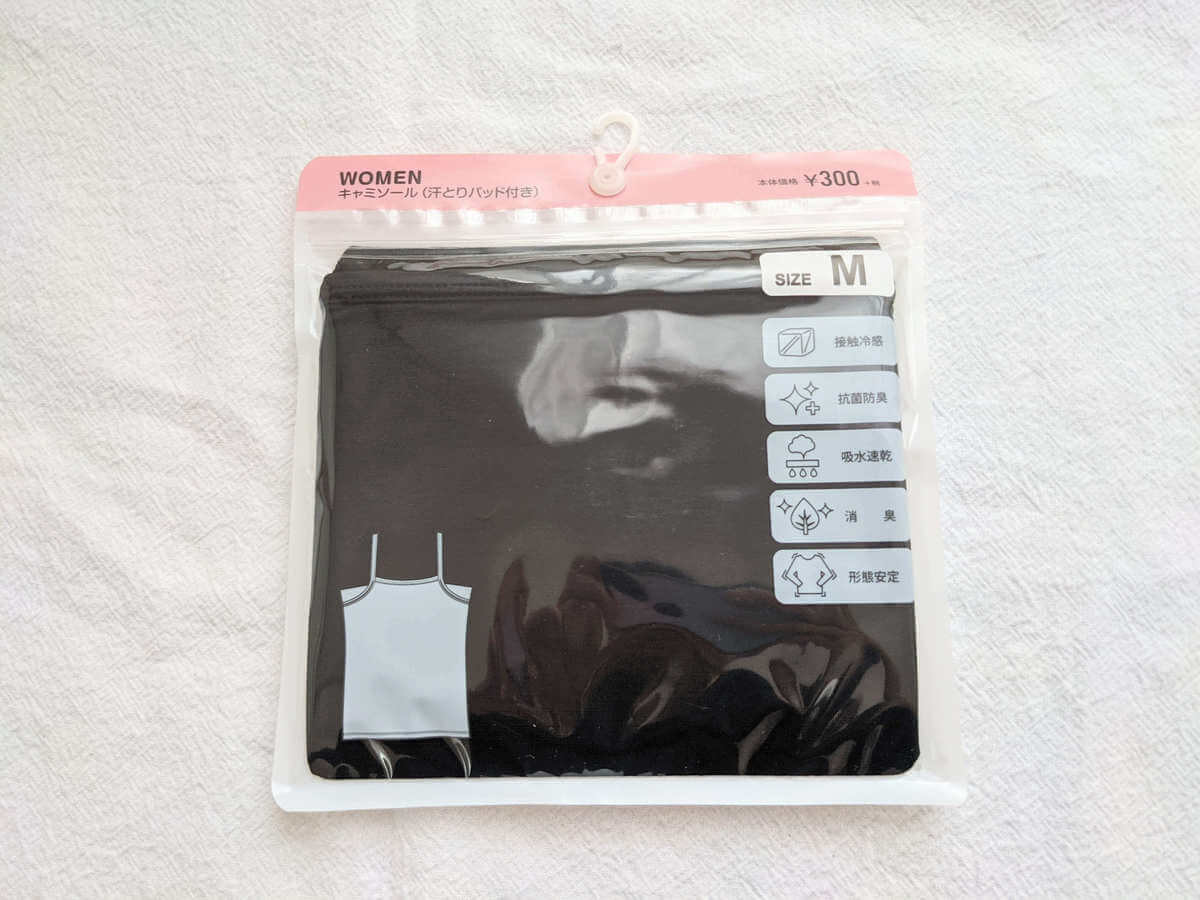 WOMEN
キャミソール(汗とりパッド付き)
本体価格 ¥300 +税
SIZE M
接触冷感
抗菌防臭
吸水速乾
消 臭
形態安定